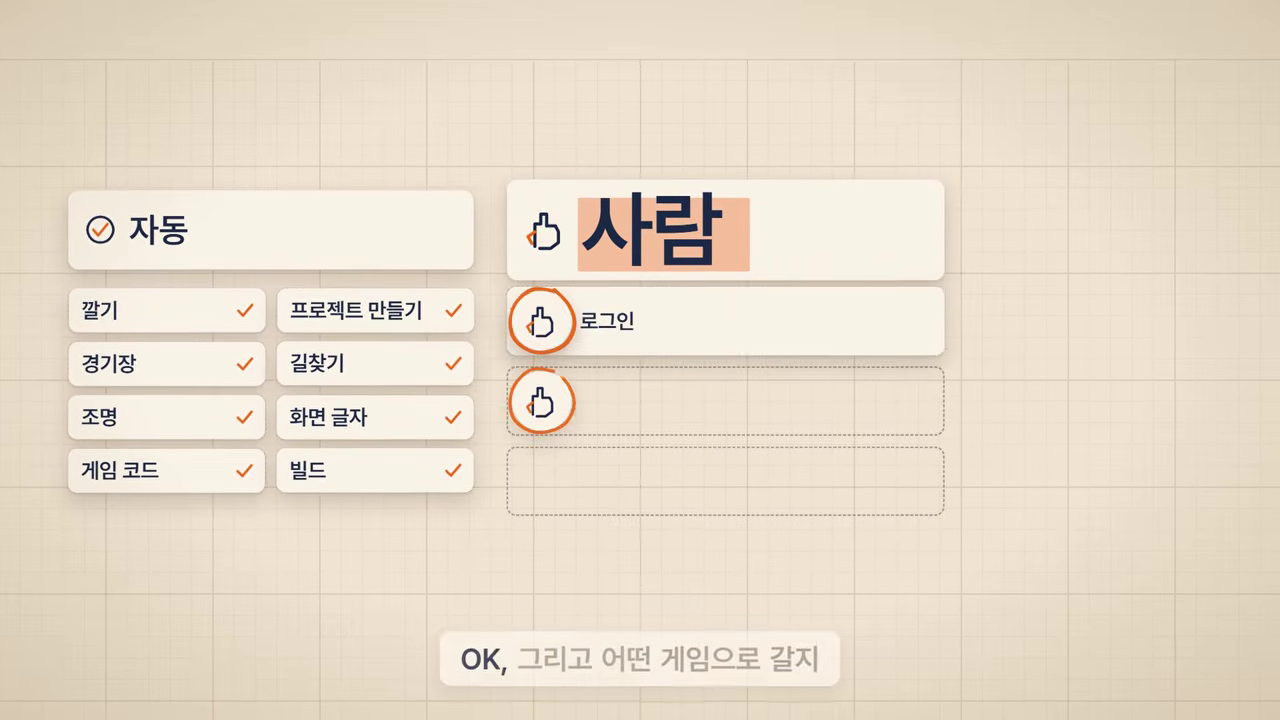 자동
깔기
프로젝트 만들기
경기장
길찾기
조명
화면 글자
게임 코드
빌드
사람
로그인
OK, 그리고 어떤 게임으로 갈지